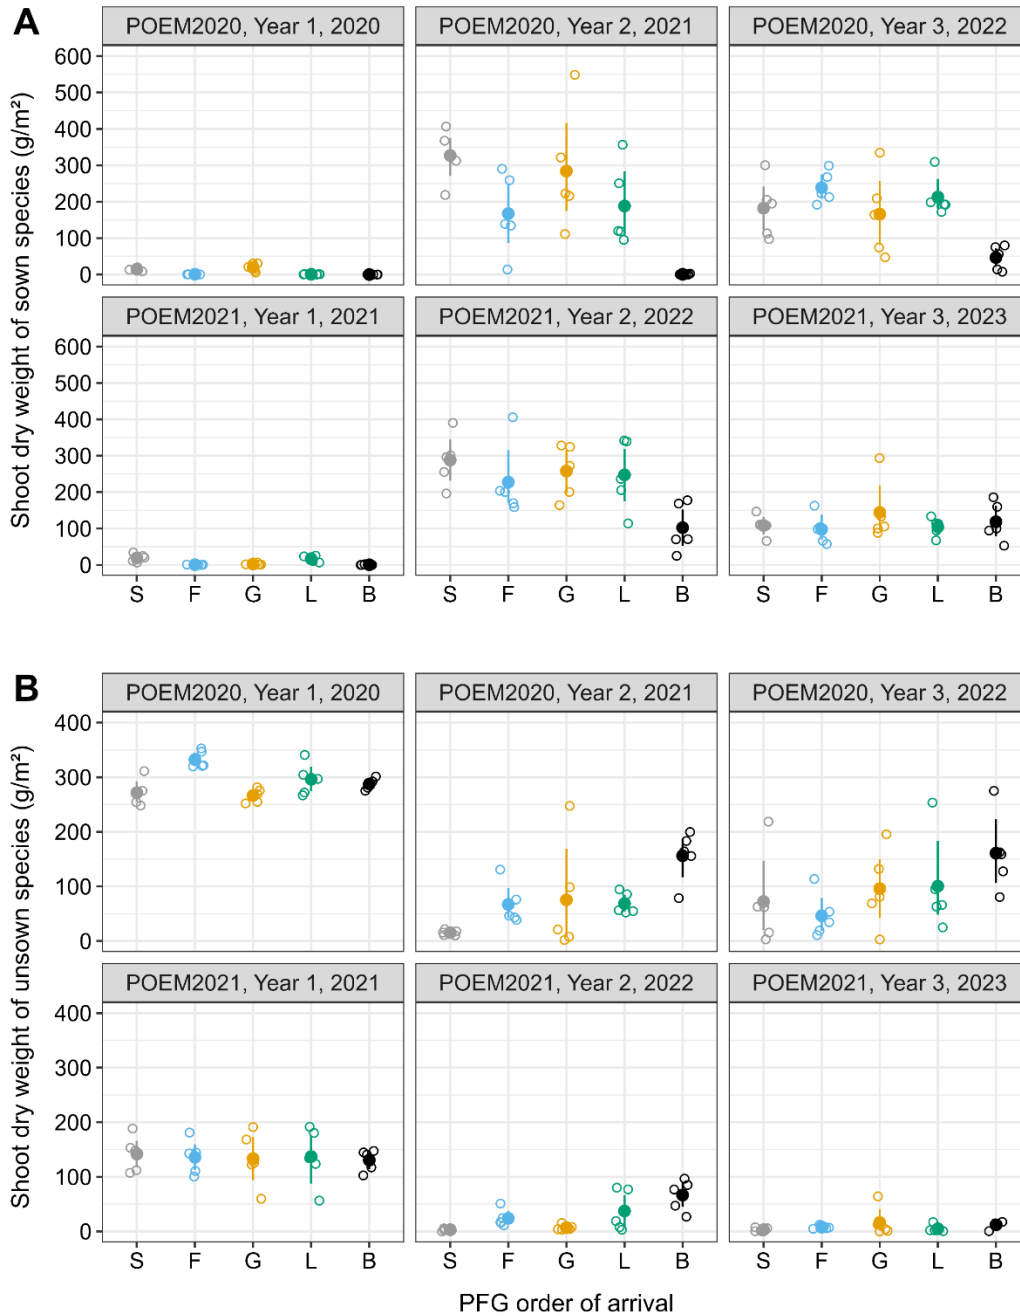 A
POEM2020, Year 1, 2020
POEM2020, Year 2, 2021
POEM2020, Year 3, 2022
600
500
400
300
200
100
0
POEM2021, Year 1, 2021
POEM2021, Year 2, 2022
POEM2021, Year 3, 2023
600
500
400
300
200
100
0
Shoot dry weight of sown species (g/m²)
S F G L B
S F G L B
S F G L B
B
POEM2020, Year 1, 2020
POEM2020, Year 2, 2021
POEM2020, Year 3, 2022
400
300
200
100
0
POEM2021, Year 1, 2021
POEM2021, Year 2, 2022
POEM2021, Year 3, 2023
400
300
200
100
0
Shoot dry weight of unsown species (g/m²)
S F G L B
S F G L B
S F G L B
PFG order of arrival